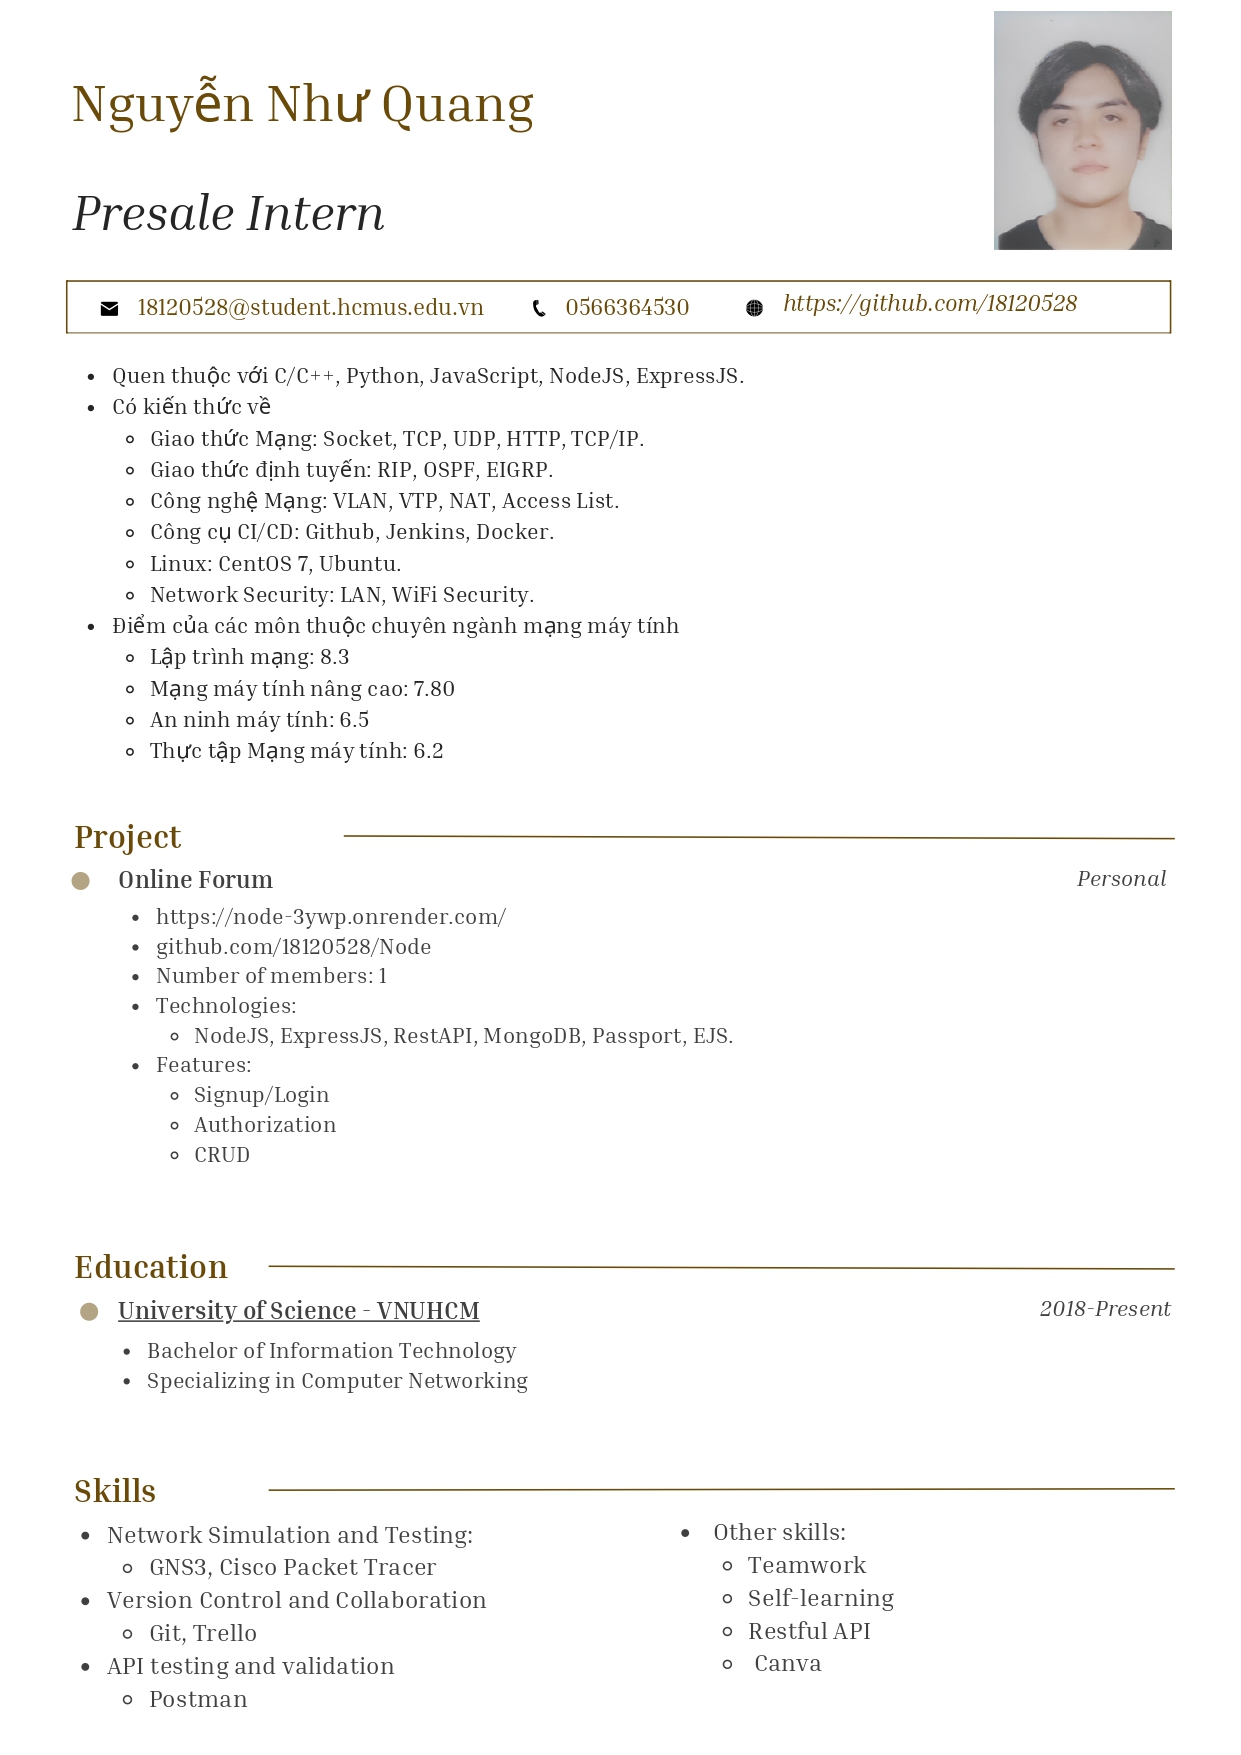 Nguyễn Như Quang
Presale Intern
18120528@student.hcmus.edu.vn 0566364530 https://github.com/18120528
• Quen thuộc với C/C++, Python, JavaScript, NodeJS, ExpressJS.
• Có kiến thức về
◦ Giao thức Mạng: Socket, TCP, UDP, HTTP, TCP/IP.
◦ Giao thức định tuyến: RIP, OSPF, EIGRP.
◦ Công nghệ Mạng: VLAN, VTP, NAT, Access List.
◦ Công cụ CI/CD: Github, Jenkins, Docker.
◦ Linux: CentOS 7, Ubuntu.
◦ Network Security: LAN, WiFi Security.
• Điểm của các môn thuộc chuyên ngành mạng máy tính
◦ Lập trình mạng: 8.3
◦ Mạng máy tính nâng cao: 7.80
◦ An ninh máy tính: 6.5
◦ Thực tập Mạng máy tính: 6.2
Project
Online Forum Personal
• https://node-3ywp.onrender.com/
• github.com/18120528/Node
• Number of members: 1
• Technologies:
◦ NodeJS, ExpressJS, RestAPI, MongoDB, Passport, EJS.
• Features:
◦ Signup/Login
◦ Authorization
◦ CRUD
Education
University of Science - VNUHCM 2018-Present
• Bachelor of Information Technology
• Specializing in Computer Networking
Skills
• Network Simulation and Testing:
◦ GNS3, Cisco Packet Tracer
• Version Control and Collaboration
◦ Git, Trello
• API testing and validation
◦ Postman
• Other skills:
◦ Teamwork
◦ Self-learning
◦ Restful API
◦ Canva